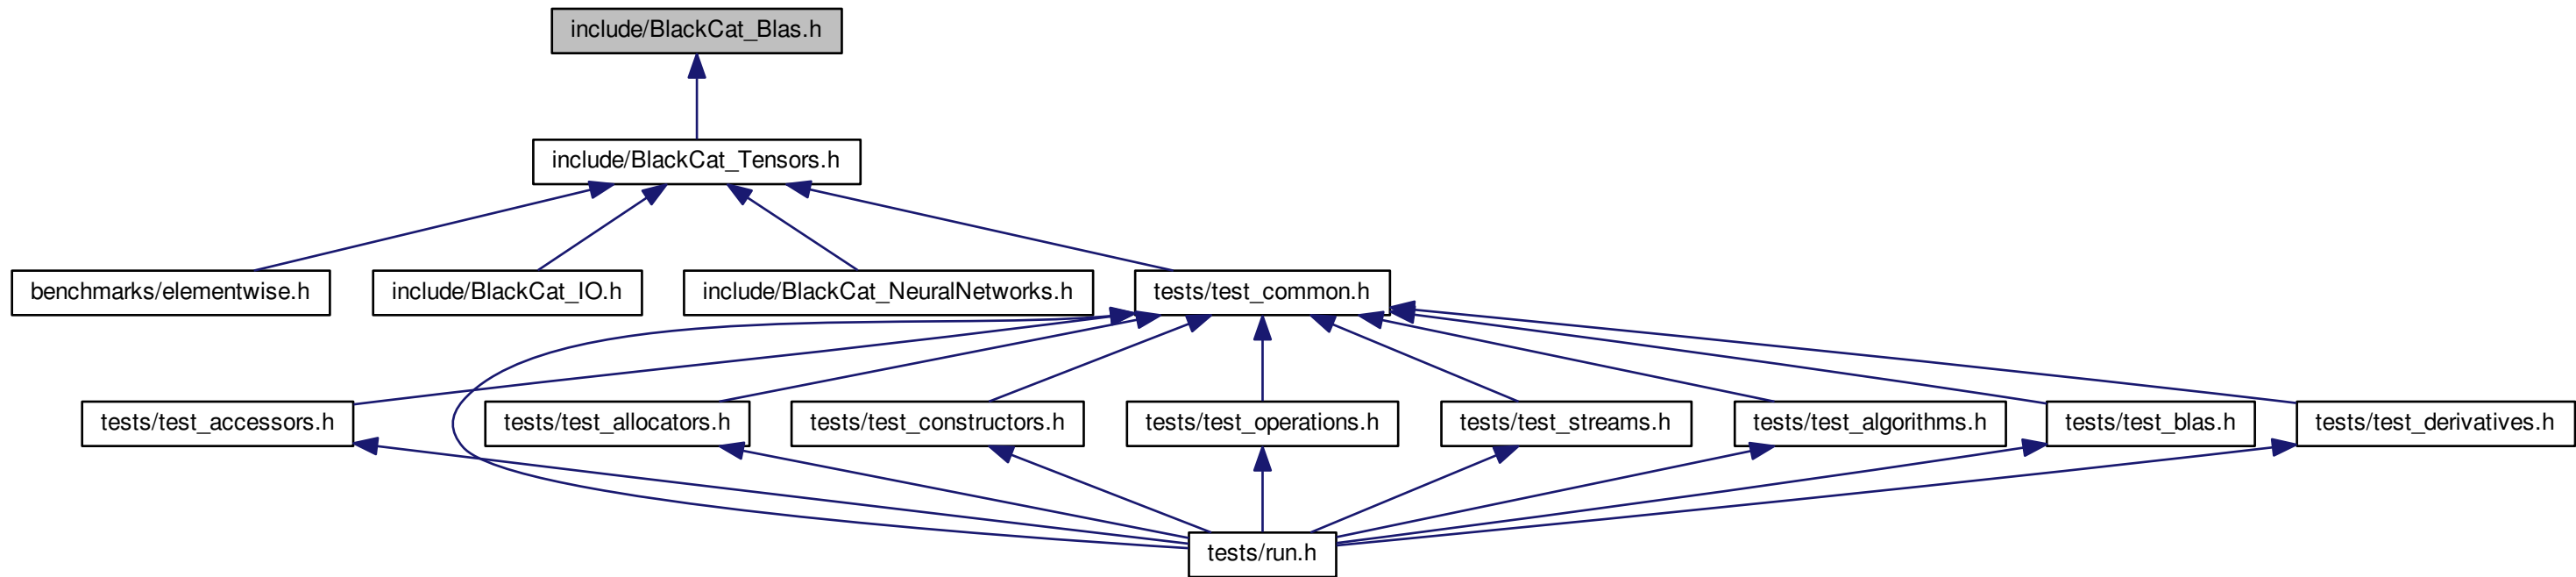 include/BlackCat_Blas.h
include/BlackCat_Tensors.h
benchmarks/elementwise.h
include/BlackCat_IO.h
include/BlackCat_NeuralNetworks.h
tests/test_common.h
tests/test_accessors.h
tests/test_allocators.h
tests/test_constructors.h
tests/test_operations.h
tests/test_streams.h
tests/test_algorithms.h
tests/test_blas.h
tests/test_derivatives.h
tests/run.h